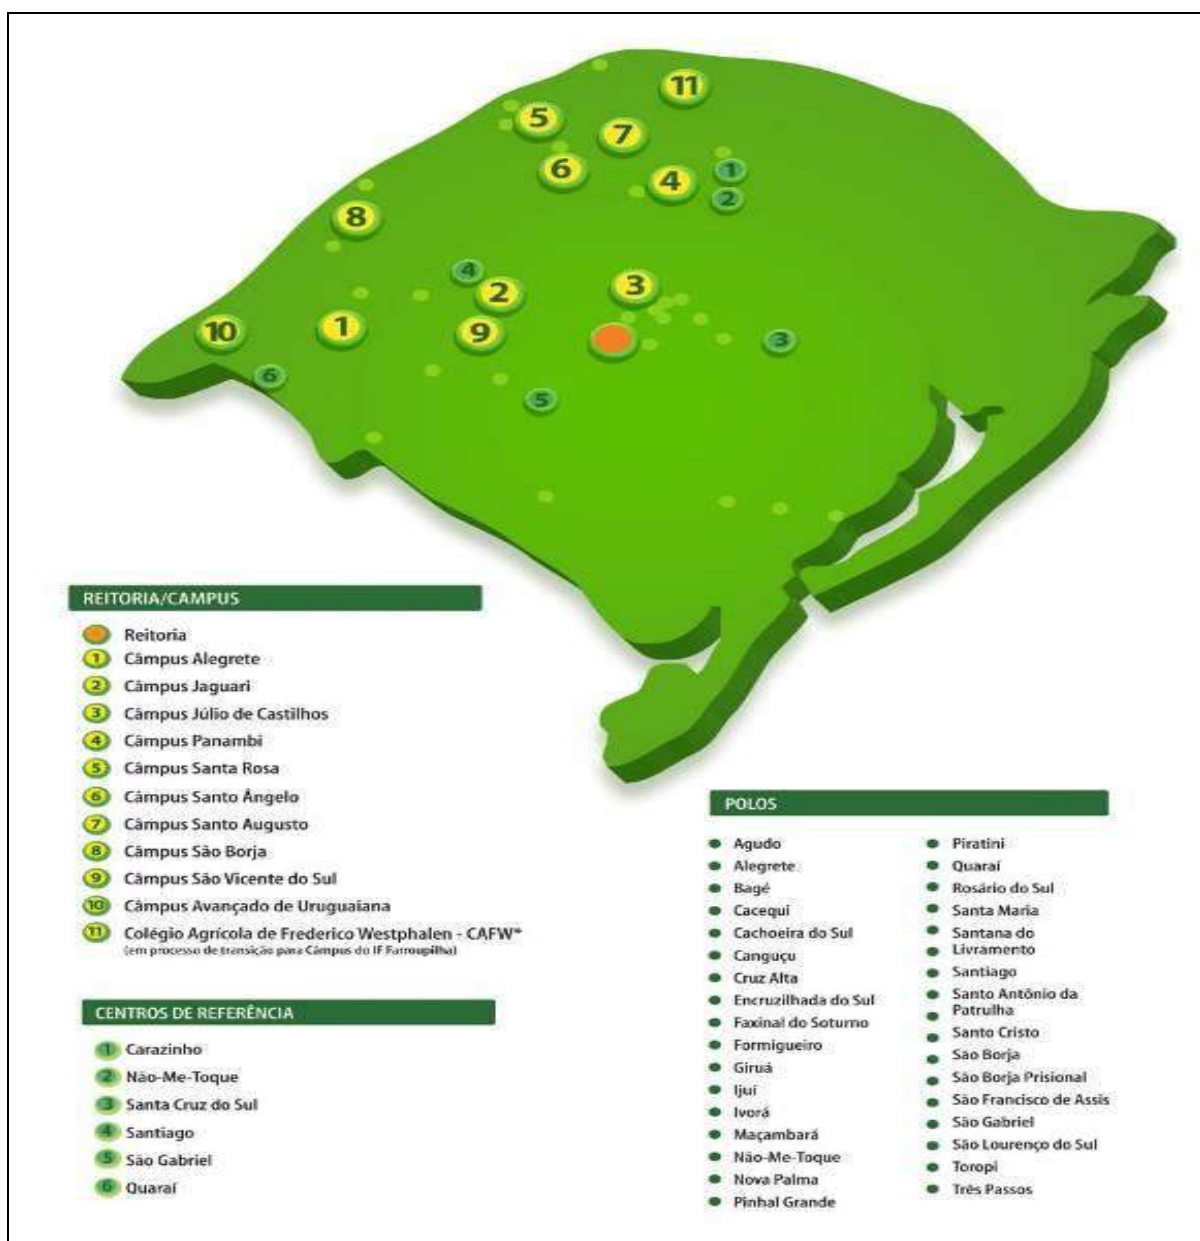 11
5
7
6
4
1
2
8
4
2
3
10
1
9
3
6
5
REITORIA/CAMPUS
Reitoria
1 Câmpus Alegrete
2 Câmpus Jaguari
3 Câmpus Júlio de Castilhos
4 Câmpus Panambi
5 Câmpus Santa Rosa
6 Câmpus Santo Ângelo
7 Câmpus Santo Augusto
8 Câmpus São Borja
9 Câmpus São Vicente do Sul
10 Câmpus Avançado de Uruguaiana
11 Colégio Agrícola de Frederico Westphalen - CAFW*
(em processo de transição para Câmpus do IF Farroupilha)
CENTROS DE REFERÊNCIA
1 Carazinho
2 Não-Me-Toque
3 Santa Cruz do Sul
4 Santiago
5 São Gabriel
6 Quaraí
POLOS
Agudo
Alegrete
Bagé
Cacequi
Cachoeira do Sul
Canguçu
Cruz Alta
Encruzilhada do Sul
Faxinal do Soturno
Formigueiro
Giruá
Ijuí
Ivorá
Maçambará
Não-Me-Toque
Nova Palma
Pinhal Grande
Piratini
Quaraí
Rosário do Sul
Santa Maria
Santana do
Livramento
Santiago
Santo Antônio da
Patrulha
Santo Cristo
São Borja
São Borja Prisional
São Francisco de Assis
São Gabriel
São Lourenço do Sul
Toropi
Três Passos